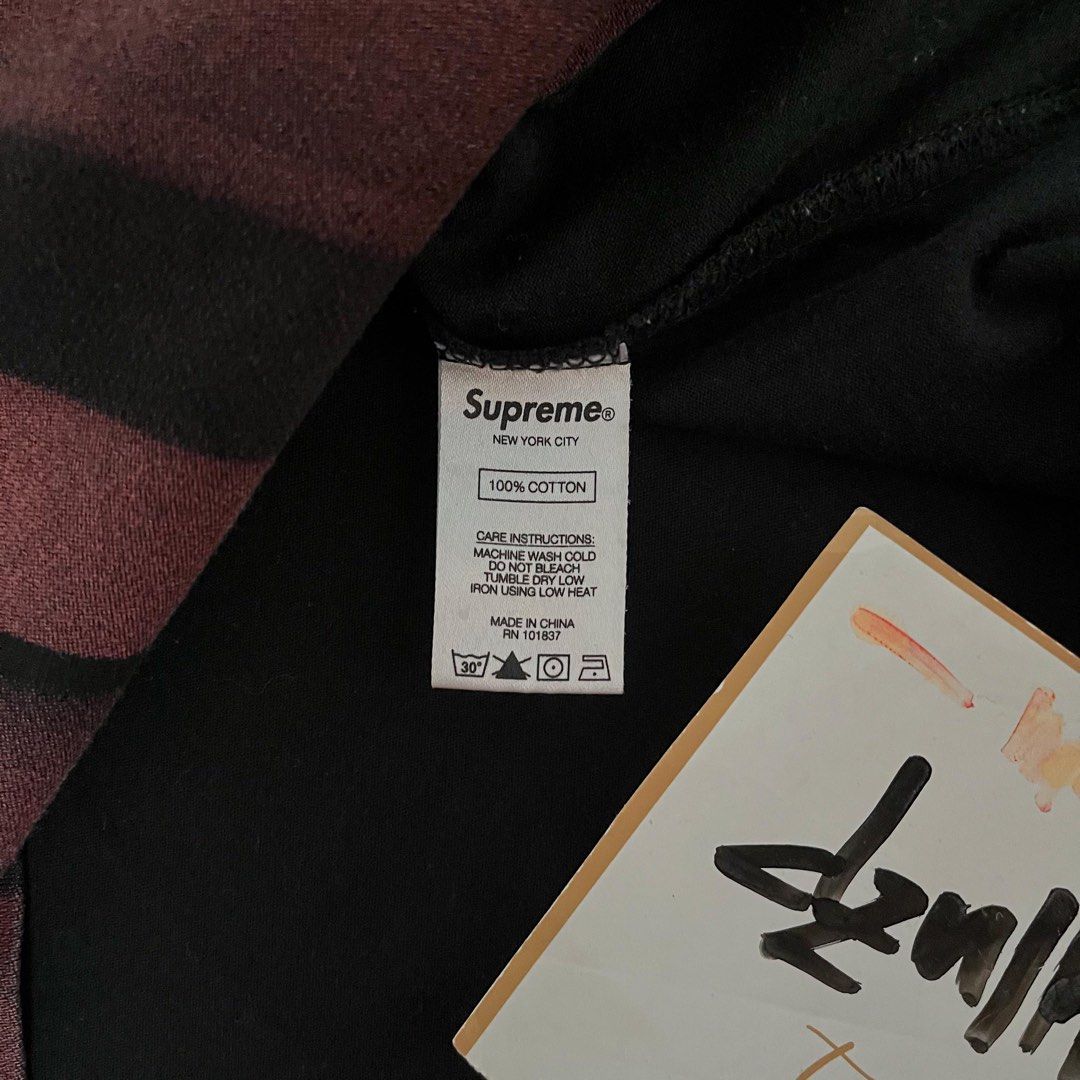 Supreme®
NEW YORK CITY
100% COTTON
CARE INSTRUCTIONS:
MACHINE WASH COLD
DO NOT BLEACH
TUMBLE DRY LOW
IRON USING LOW HEAT
MADE IN CHINA
RN 101837
30°